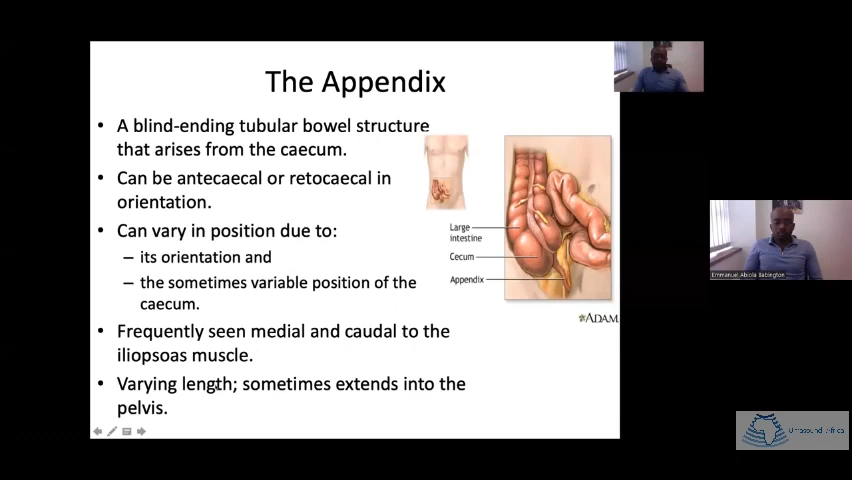 The Appendix
• A blind-ending tubular bowel structure
that arises from the caecum.
• Can be antecaecal or retocaecal in
orientation.
• Can vary in position due to:
– its orientation and
– the sometimes variable position of the
caecum.
• Frequently seen medial and caudal to the
iliopsoas muscle.
• Varying length; sometimes extends into the
pelvis.
Large
intestine
Cecum
Appendix
ADAM
Emmanuel Abiola Babington
Ultrasound Africa